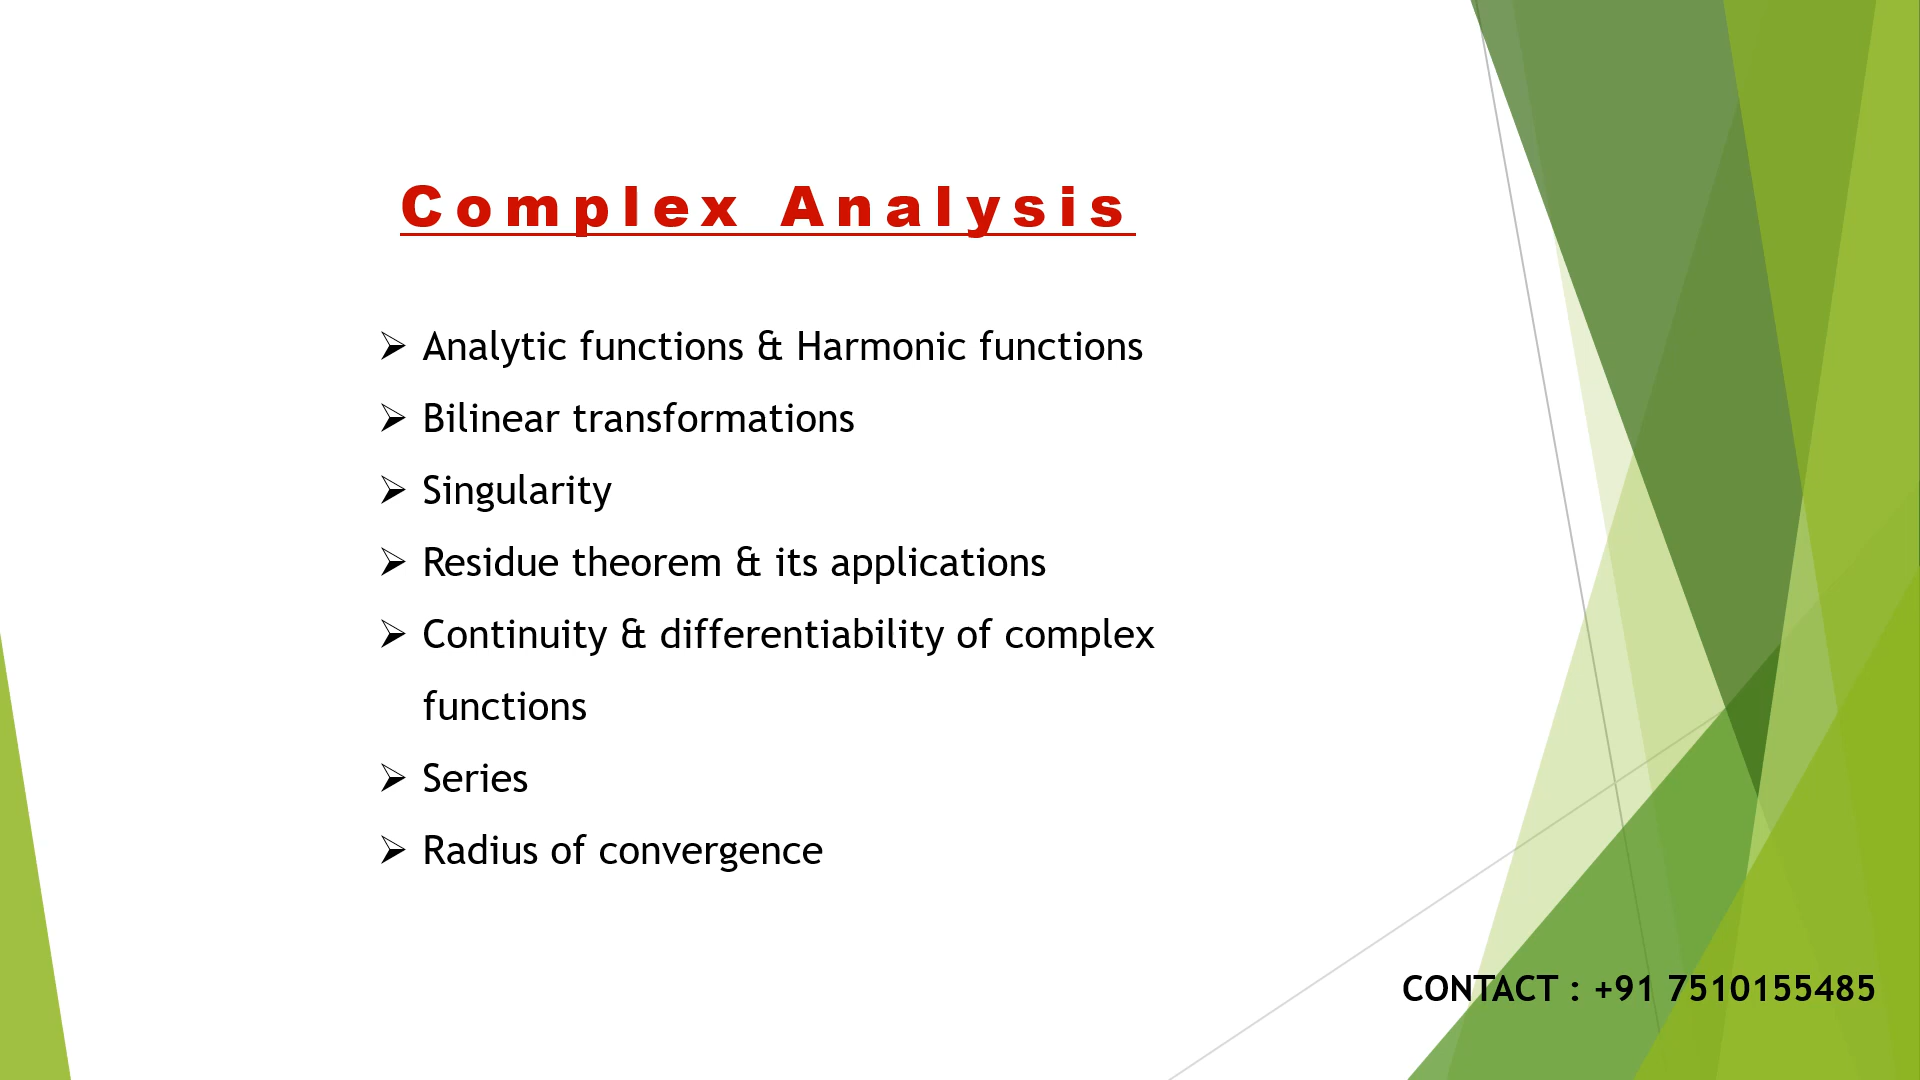 Complex Analysis
➢ Analytic functions & Harmonic functions
➢ Bilinear transformations
➢ Singularity
➢ Residue theorem & its applications
➢ Continuity & differentiability of complex
functions
➢ Series
➢ Radius of convergence
CONTACT : +91 7510155485